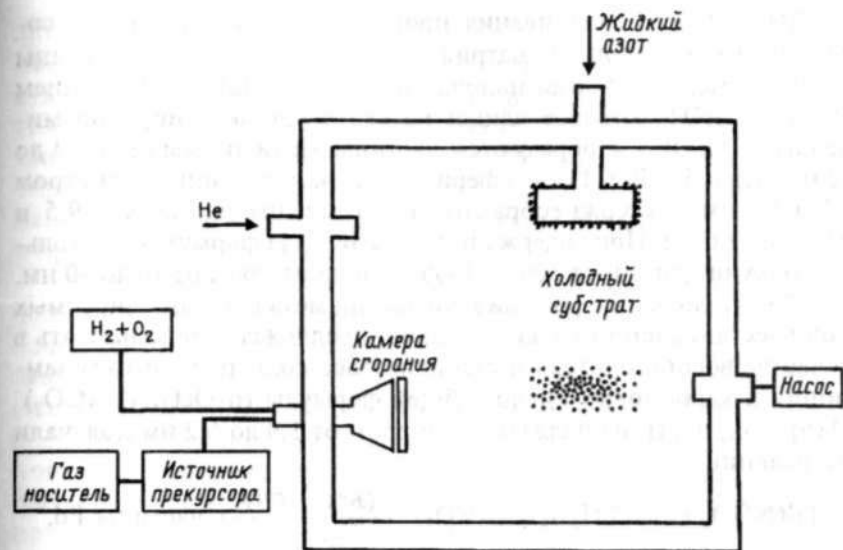 Жидкий
азот
He
H₂+O₂
Камера
сгорания
Холодный
субстрат
Насос
Газ
носитель
Источник
прекурсора